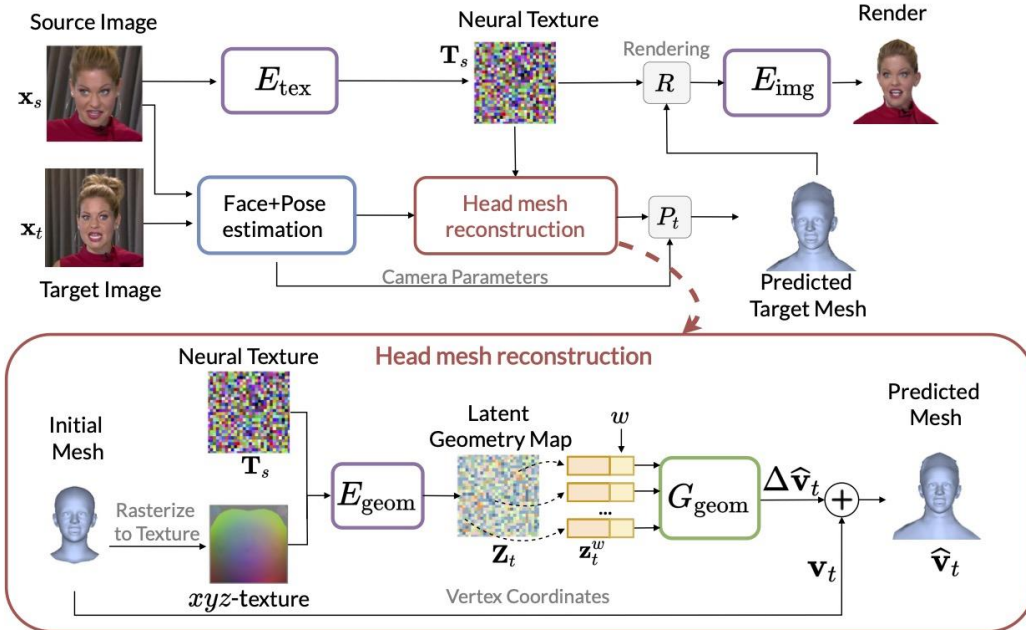 Source Image
Neural Texture
Render
x_s
E_tex
T_s
Rendering
R
E_img
x_t
Face+Pose
estimation
Head mesh
reconstruction
P_t
Camera Parameters
Target Image
Predicted
Target Mesh
Head mesh reconstruction
Neural Texture
Predicted
Mesh
Initial
Mesh
Latent
Geometry Map
w
T_s
E_geom
G_geom
Δv̂_t
+
Rasterize
to Texture
...
Z_t
z_t^w
v_t
v̂_t
xyz-texture
Vertex Coordinates